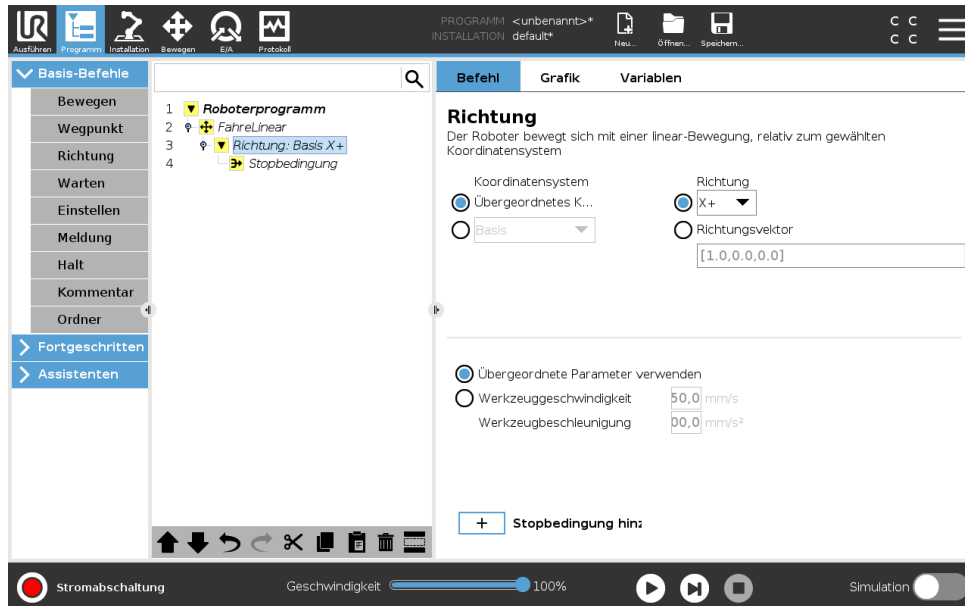 UR
Ausführen Programm Installation Bewegen E/A Protokoll
PROGRAMM <unbenannt>*
INSTALLATION default*
Neu... Öffnen... Speichern...
C C
C C
Basis-Befehle
Bewegen
Wegpunkt
Richtung
Warten
Einstellen
Meldung
Halt
Kommentar
Ordner
Fortgeschritten
Assistenten
1 Roboterprogramm
2 FahreLinear
3 Richtung: Basis X+
4 Stopbedingung
Befehl Grafik Variablen
Richtung
Der Roboter bewegt sich mit einer linear-Bewegung, relativ zum gewählten
Koordinatensystem
Koordinatensystem
Übergeordnetes K...
Basis
Richtung
X+
Richtungsvektor
[1.0,0.0,0.0]
Übergeordnete Parameter verwenden
Werkzeuggeschwindigkeit 50,0 mm/s
Werkzeugbeschleunigung 00,0 mm/s²
+ Stopbedingung hinz
Stromabschaltung
Geschwindigkeit 100%
Simulation